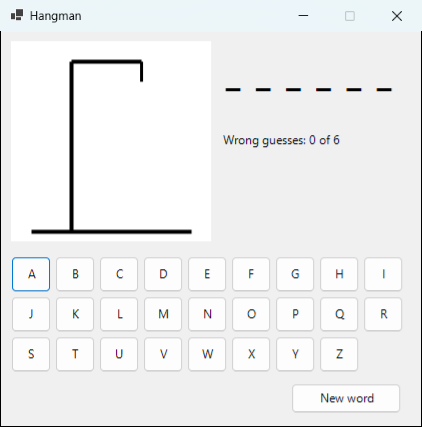 Hangman
_ _ _ _ _ _
Wrong guesses: 0 of 6
A B C D E F G H I
J K L M N O P Q R
S T U V W X Y Z
New word